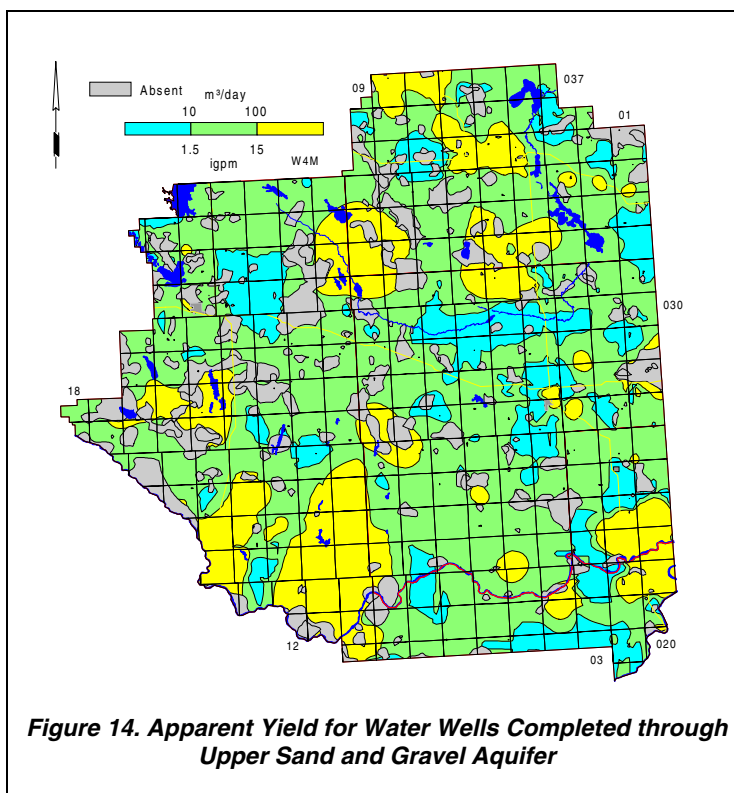 037
09
Absent
m³/day
01
10 100
1.5 15 W4M
igpm
030
18
12
03
020
Figure 14. Apparent Yield for Water Wells Completed through
Upper Sand and Gravel Aquifer